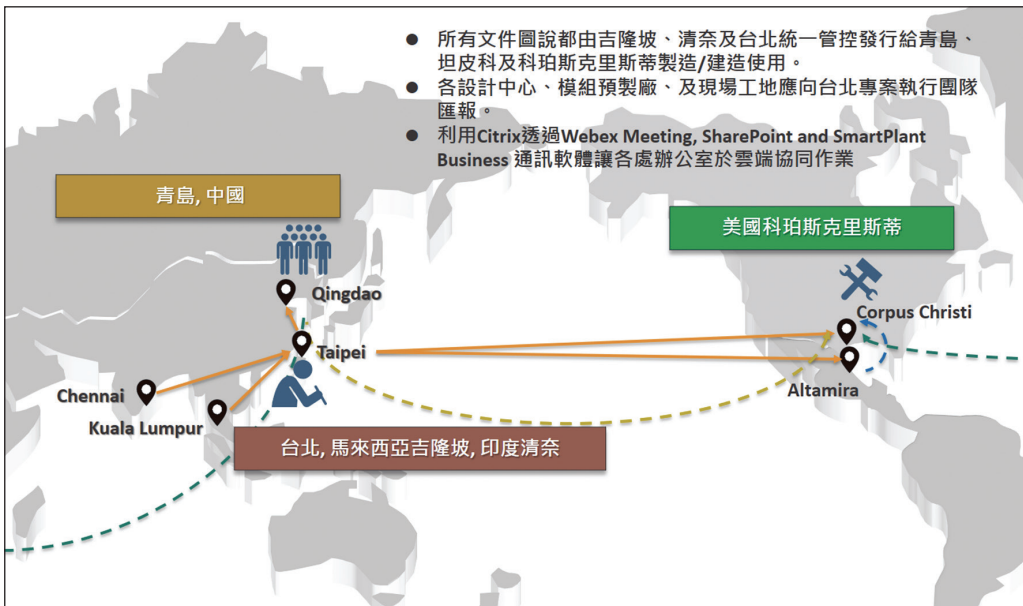 ● 所有文件圖說都由吉隆坡、清奈及台北統一管控發行給青島、
坦皮科及科珀斯克里斯蒂製造/建造使用。
● 各設計中心、模組預製廠、及現場工地應向台北專案執行團隊
匯報。
● 利用Citrix透過Webex Meeting, SharePoint and SmartPlant
Business 通訊軟體讓各處辦公室於雲端協同作業
青島, 中國
美國科珀斯克里斯蒂
Qingdao
Corpus Christi
Taipei
Altamira
Chennai
Kuala Lumpur
台北, 馬來西亞吉隆坡, 印度清奈